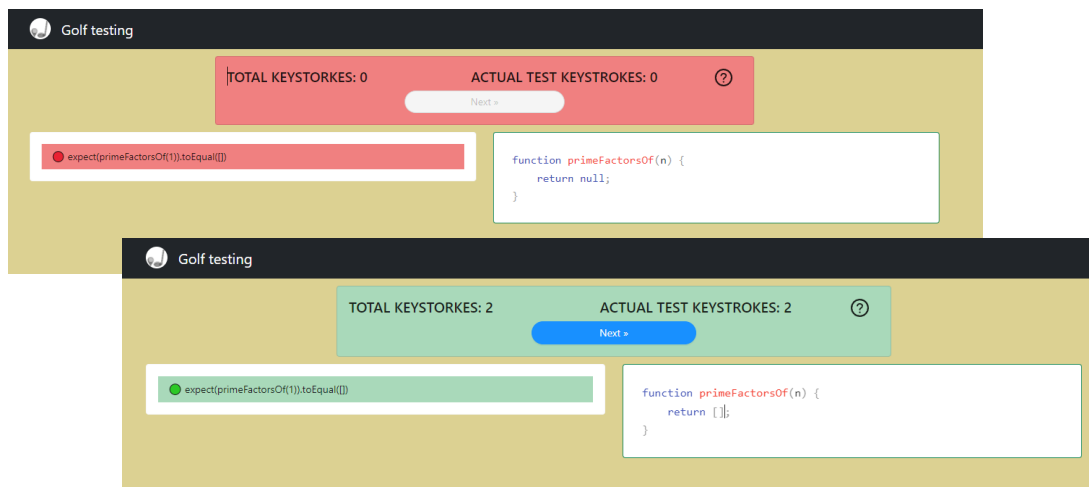 Golf testing
TOTAL KEYSTORKES: 0 ACTUAL TEST KEYSTROKES: 0 ?
Next »
expect(primeFactorsOf(1)).toEqual([])
function primeFactorsOf(n) {
return null;
}
Golf testing
TOTAL KEYSTORKES: 2 ACTUAL TEST KEYSTROKES: 2 ?
Next »
expect(primeFactorsOf(1)).toEqual([])
function primeFactorsOf(n) {
return [];
}